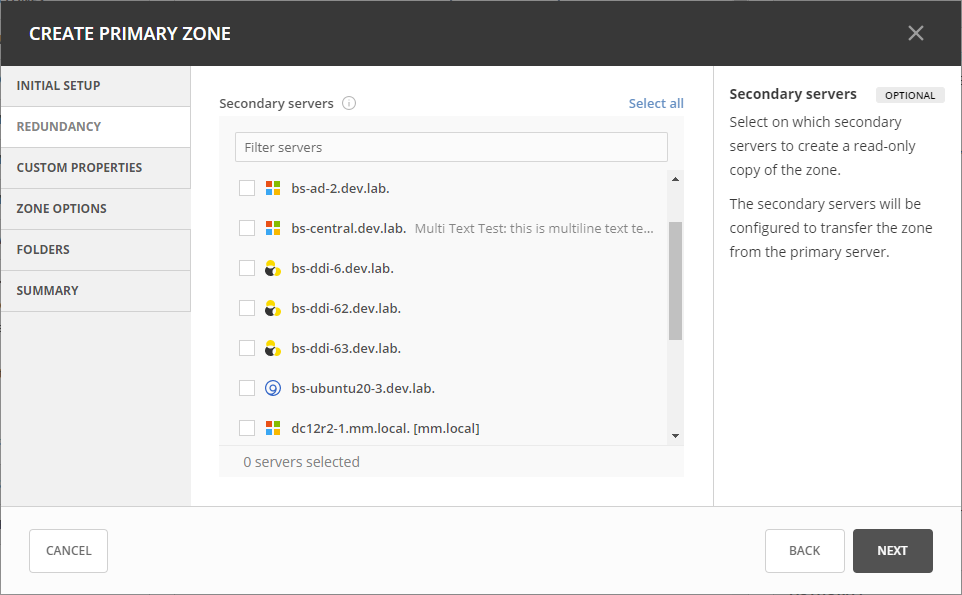 CREATE PRIMARY ZONE
INITIAL SETUP
REDUNDANCY
CUSTOM PROPERTIES
ZONE OPTIONS
FOLDERS
SUMMARY
Secondary servers
Select all
Filter servers
bs-ad-2.dev.lab.
bs-central.dev.lab. Multi Text Test: this is multiline text te...
bs-ddi-6.dev.lab.
bs-ddi-62.dev.lab.
bs-ddi-63.dev.lab.
bs-ubuntu20-3.dev.lab.
dc12r2-1.mm.local. [mm.local]
0 servers selected
Secondary servers OPTIONAL
Select on which secondary
servers to create a read-only
copy of the zone.
The secondary servers will be
configured to transfer the zone
from the primary server.
CANCEL
BACK
NEXT